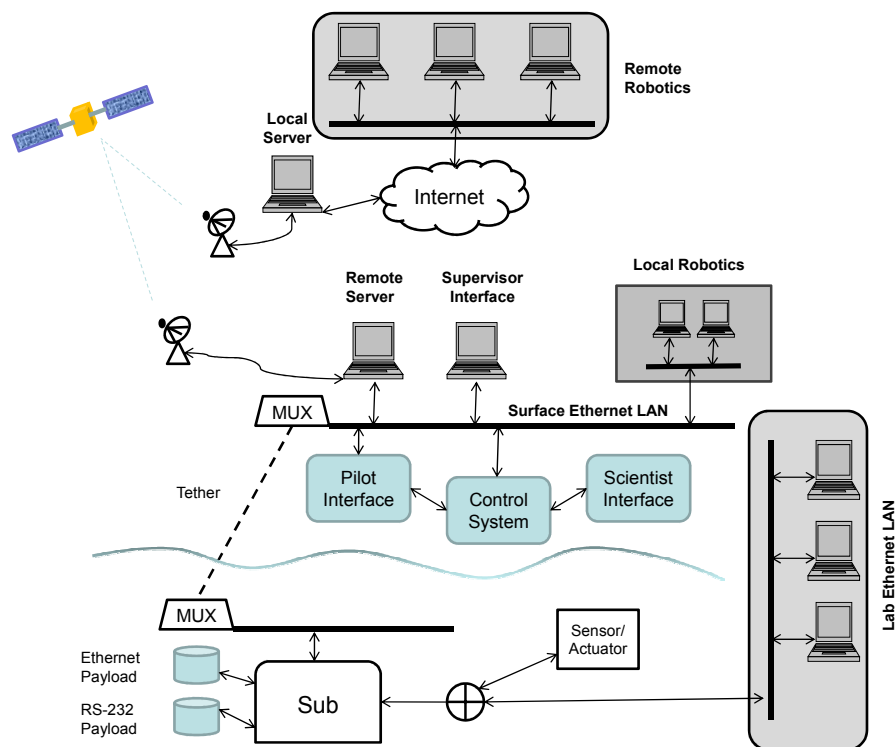 Remote
Robotics
Local
Server
Internet
Remote
Server
Supervisor
Interface
Local Robotics
MUX
Surface Ethernet LAN
Pilot
Interface
Control
System
Scientist
Interface
Tether
MUX
Ethernet
Payload
RS-232
Payload
Sub
Sensor/
Actuator
Lab Ethernet LAN